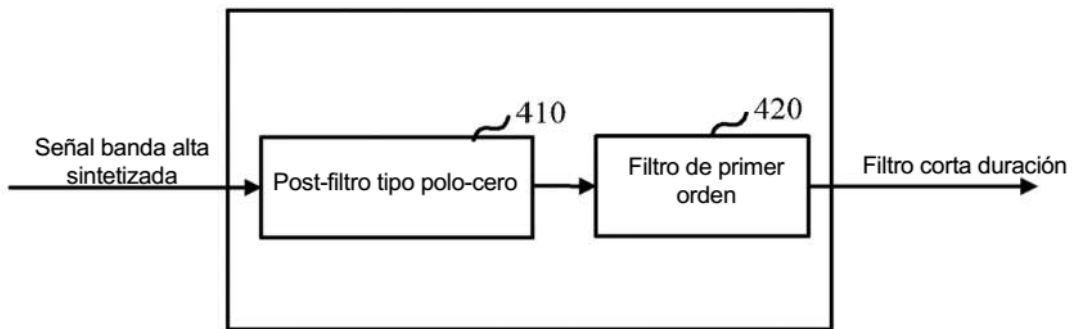 410
420
Señal banda alta
sintetizada
Post-filtro tipo polo-cero
Filtro de primer
orden
Filtro corta duración